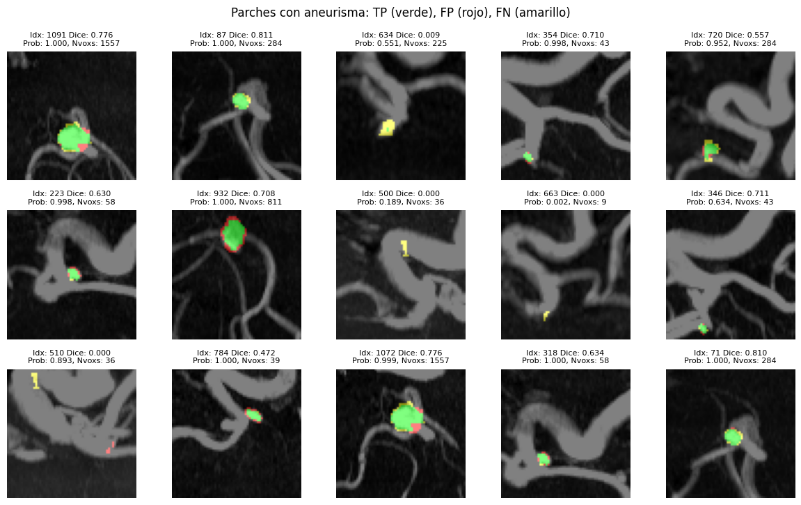 Parches con aneurisma: TP (verde), FP (rojo), FN (amarillo)
Idx: 1091 Dice: 0.776
Prob: 1.000, Nvoxs: 1557
Idx: 87 Dice: 0.811
Prob: 1.000, Nvoxs: 284
Idx: 634 Dice: 0.009
Prob: 0.551, Nvoxs: 225
Idx: 354 Dice: 0.710
Prob: 0.998, Nvoxs: 43
Idx: 720 Dice: 0.557
Prob: 0.952, Nvoxs: 284
Idx: 223 Dice: 0.630
Prob: 0.998, Nvoxs: 58
Idx: 932 Dice: 0.708
Prob: 1.000, Nvoxs: 811
Idx: 500 Dice: 0.000
Prob: 0.189, Nvoxs: 36
Idx: 663 Dice: 0.000
Prob: 0.002, Nvoxs: 9
Idx: 346 Dice: 0.711
Prob: 0.634, Nvoxs: 43
Idx: 510 Dice: 0.000
Prob: 0.893, Nvoxs: 36
Idx: 784 Dice: 0.472
Prob: 1.000, Nvoxs: 39
Idx: 1072 Dice: 0.776
Prob: 0.999, Nvoxs: 1557
Idx: 318 Dice: 0.634
Prob: 1.000, Nvoxs: 58
Idx: 71 Dice: 0.810
Prob: 1.000, Nvoxs: 284